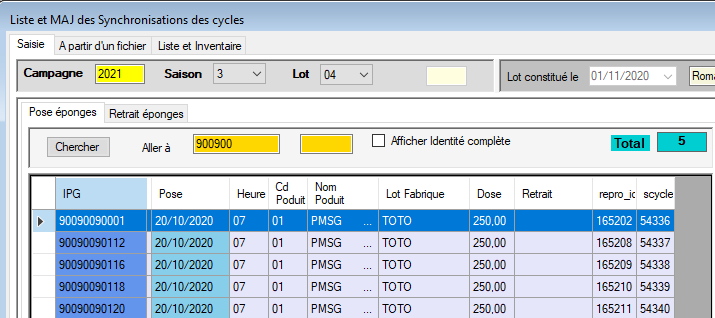 Liste et MAJ des Synchronisations des cycles
Saisie A partir d'un fichier Liste et Inventaire
Campagne 2021 Saison 3 Lot 04 Lot constitué le 01/11/2020 Roma
Pose éponges Retrait éponges
Chercher Aller à 900900 Afficher Identité complète Total 5
IPG Pose Heure Cd Poduit Nom Poduit Lot Fabrique Dose Retrait repro_id scycle
90090090001 20/10/2020 07 01 PMSG ... TOTO 250,00 165202 54336
90090090112 20/10/2020 07 01 PMSG ... TOTO 250,00 165208 54337
90090090116 20/10/2020 07 01 PMSG ... TOTO 250,00 165209 54338
90090090118 20/10/2020 07 01 PMSG ... TOTO 250,00 165210 54339
90090090120 20/10/2020 07 01 PMSG ... TOTO 250,00 165211 54340